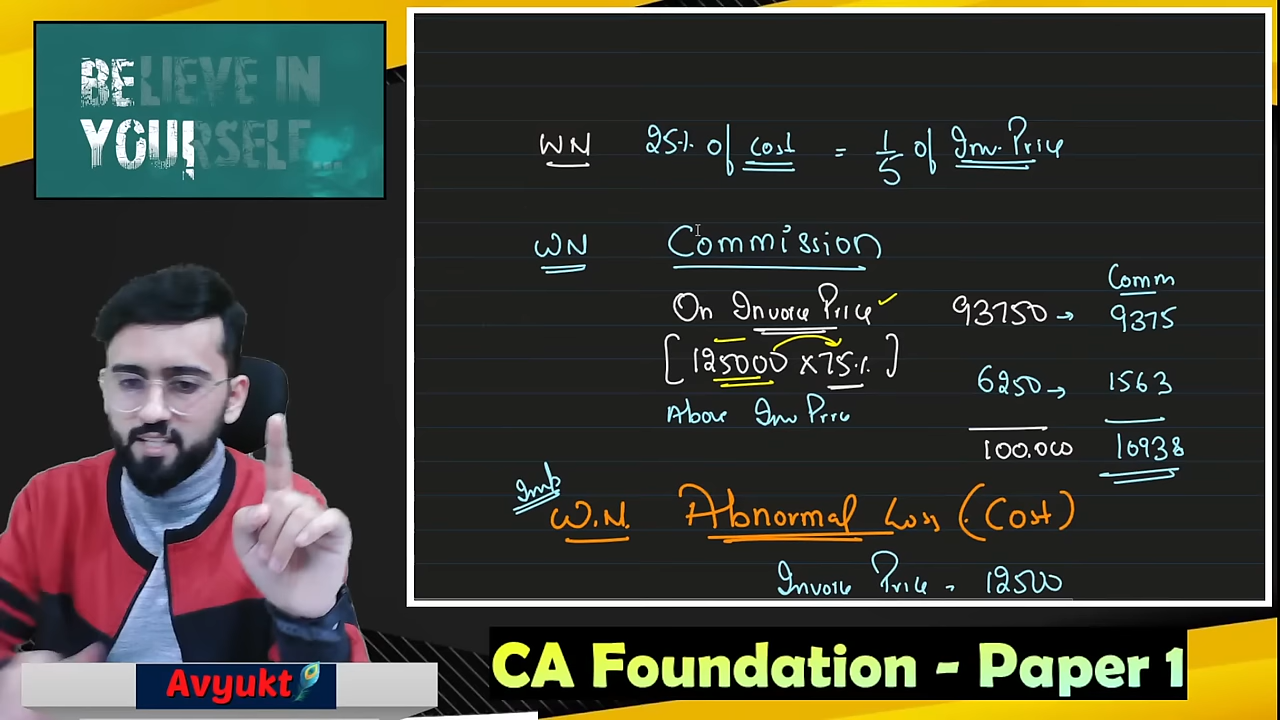 BELIEVE IN
YOURSELF...
WN 25% of Cost = 1/5 of Inv. Price
WN Commission
Comm
On Invoice Price ✓ 93750 → 9375
[125000 x 75%]
6250 → 1563
Above Inv Price
100.000 10938
Imp
W.N. Abnormal Loss (Cost)
Invoice Price - 12500
Avyukt
CA Foundation - Paper 1